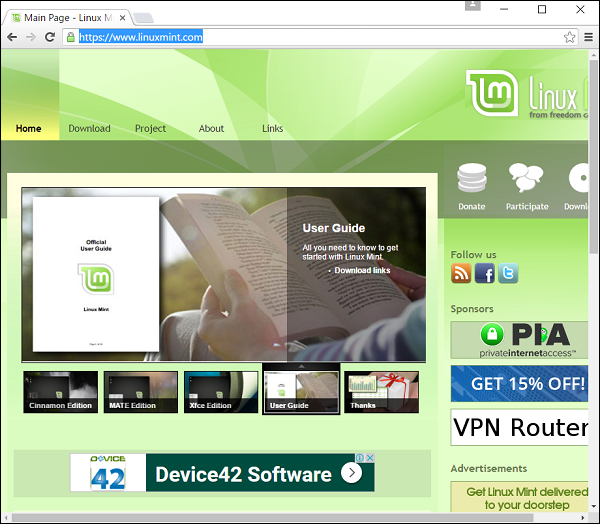 Main Page - Linux M
https://www.linuxmint.com
Linux
from freedom c
Home
Download
Project
About
Links
Donate
Participate
Downl
Official
User Guide
Linux Mint
User Guide
All you need to know to get
started with Linux Mint.
• Download links
Cinnamon Edition
MATE Edition
Xfce Edition
User Guide
Thanks
Follow us
Sponsors
PIA
privateinternetaccess™
GET 15% OFF!
VPN Router
Advertisements
Get Linux Mint delivered
to your doorstep
DEVICE
42
Device42 Software